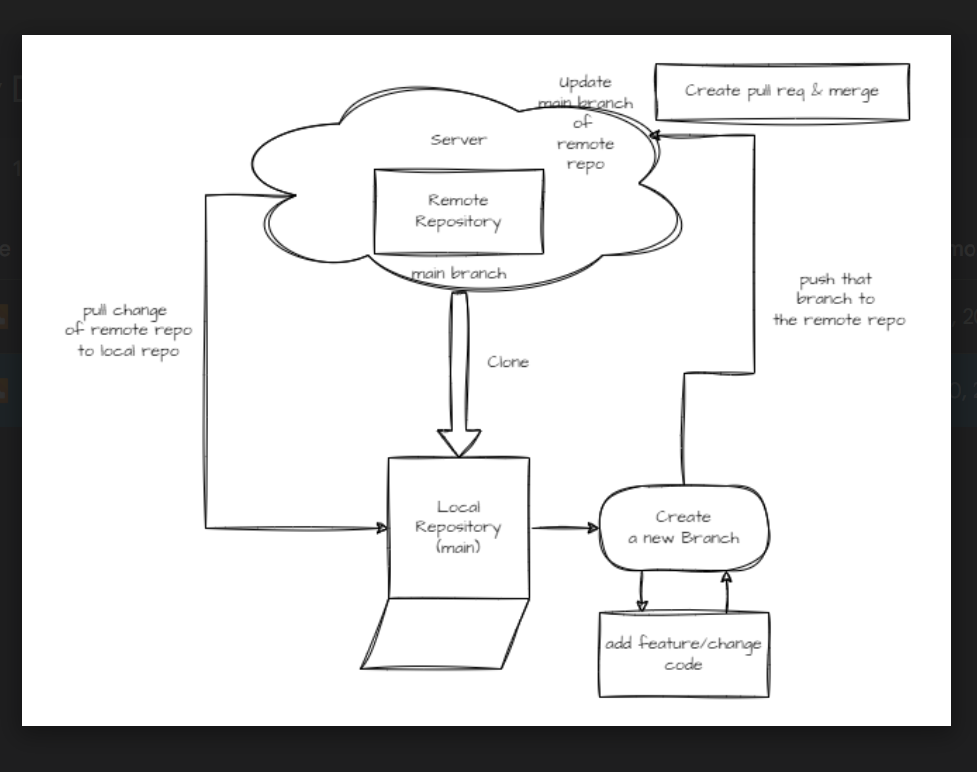 Create pull req & merge
Update
main branch
of
remote
repo
Server
Remote
Repository
main branch
pull change
of remote repo
to local repo
push that
branch to
the remote repo
Clone
Local
Repository
(main)
Create
a new Branch
add feature/change
code